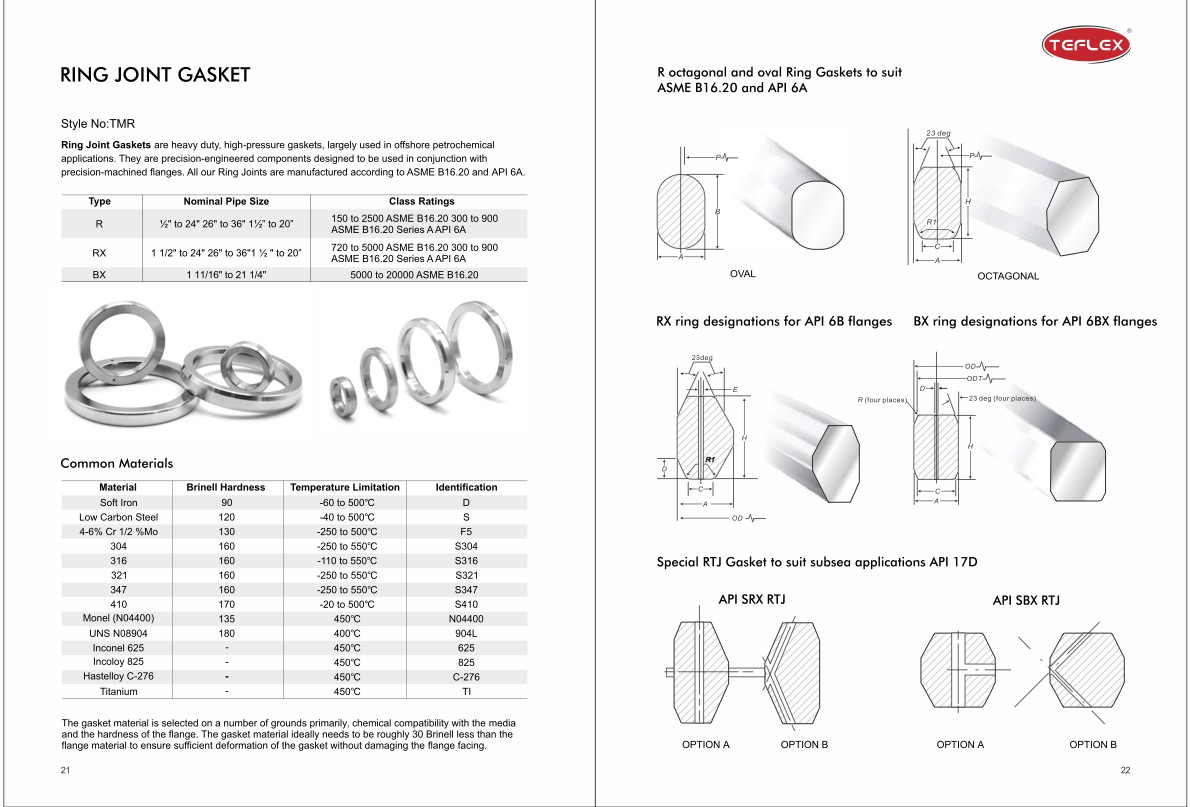 RING JOINT GASKET
Style No:TMR
Ring Joint Gaskets are heavy duty, high-pressure gaskets, largely used in offshore petrochemical
applications. They are precision-engineered components designed to be used in conjunction with
precision-machined flanges. All our Ring Joints are manufactured according to ASME B16.20 and API 6A.
Type Nominal Pipe Size Class Ratings
R ½" to 24" 26" to 36" 1½" to 20” 150 to 2500 ASME B16.20 300 to 900
ASME B16.20 Series A API 6A
RX 1 1/2" to 24" 26" to 36"1 ½ " to 20” 720 to 5000 ASME B16.20 300 to 900
ASME B16.20 Series A API 6A
BX 1 11/16" to 21 1/4" 5000 to 20000 ASME B16.20
Common Materials
Material Brinell Hardness Temperature Limitation Identification
Soft Iron 90 -60 to 500℃ D
Low Carbon Steel 120 -40 to 500℃ S
4-6% Cr 1/2 %Mo 130 -250 to 500℃ F5
304 160 -250 to 550℃ S304
316 160 -110 to 550℃ S316
321 160 -250 to 550℃ S321
347 160 -250 to 550℃ S347
410 170 -20 to 500℃ S410
Monel (N04400) 135 450℃ N04400
UNS N08904 180 400℃ 904L
Inconel 625 - 450℃ 625
Incoloy 825 - 450℃ 825
Hastelloy C-276 - 450℃ C-276
Titanium - 450℃ TI
The gasket material is selected on a number of grounds primarily, chemical compatibility with the media
and the hardness of the flange. The gasket material ideally needs to be roughly 30 Brinell less than the
flange material to ensure sufficient deformation of the gasket without damaging the flange facing.
21
TEFLEX®
R octagonal and oval Ring Gaskets to suit
ASME B16.20 and API 6A
P
B
A
OVAL
23 deg
P
H
R1
C
A
OCTAGONAL
RX ring designations for API 6B flanges
23deg
E
H
R1
D
C
A
OD
BX ring designations for API 6BX flanges
OD
ODT
D
R (four places)
23 deg (four places)
H
C
A
Special RTJ Gasket to suit subsea applications API 17D
API SRX RTJ
OPTION A OPTION B
API SBX RTJ
OPTION A OPTION B
22